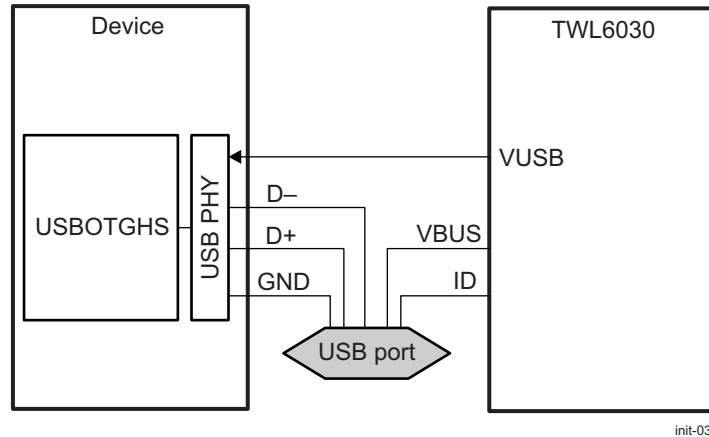 Device
TWL6030
VUSB
USBOTGHS
USB PHY
D–
D+
GND
VBUS
ID
USB port
init-03